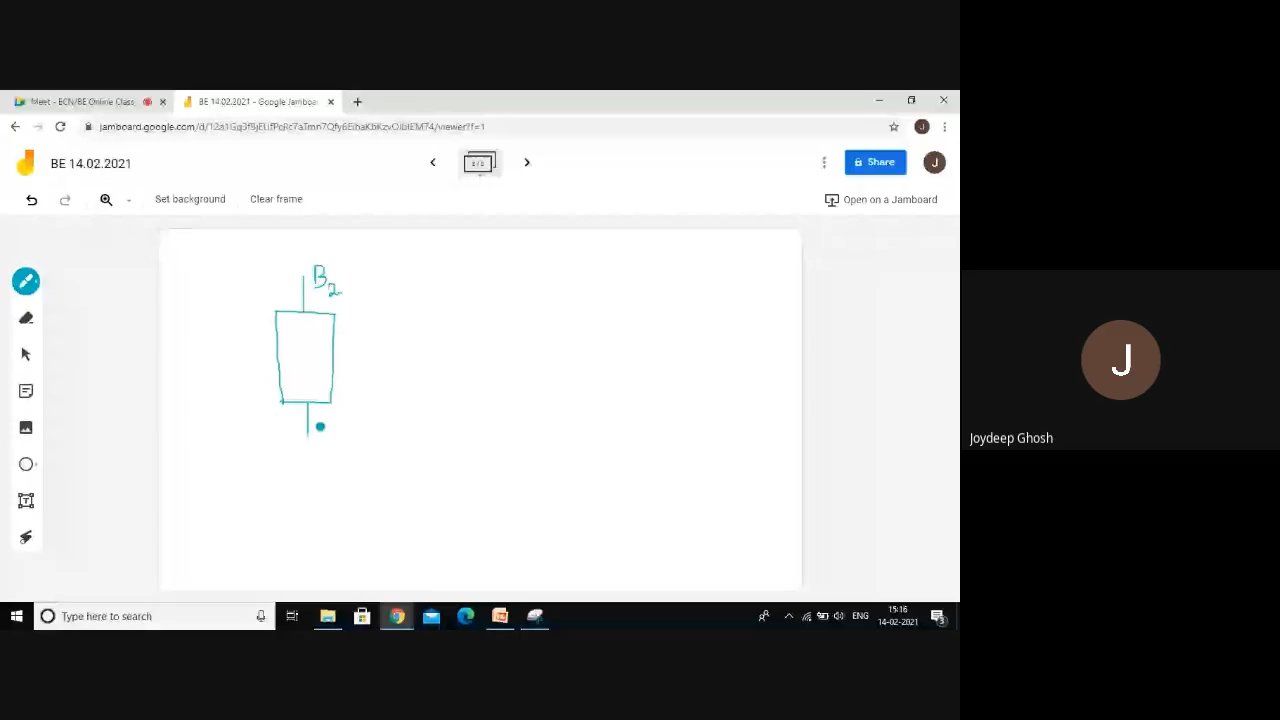 Meet - ECN/BE Online Class
BE 14.02.2021 - Google Jamboa
BE 14.02.2021
Share
J
Set background
Clear frame
Open on a Jamboard
B2
J
Joydeep Ghosh
Type here to search
ENG
15:16
14-02-2021